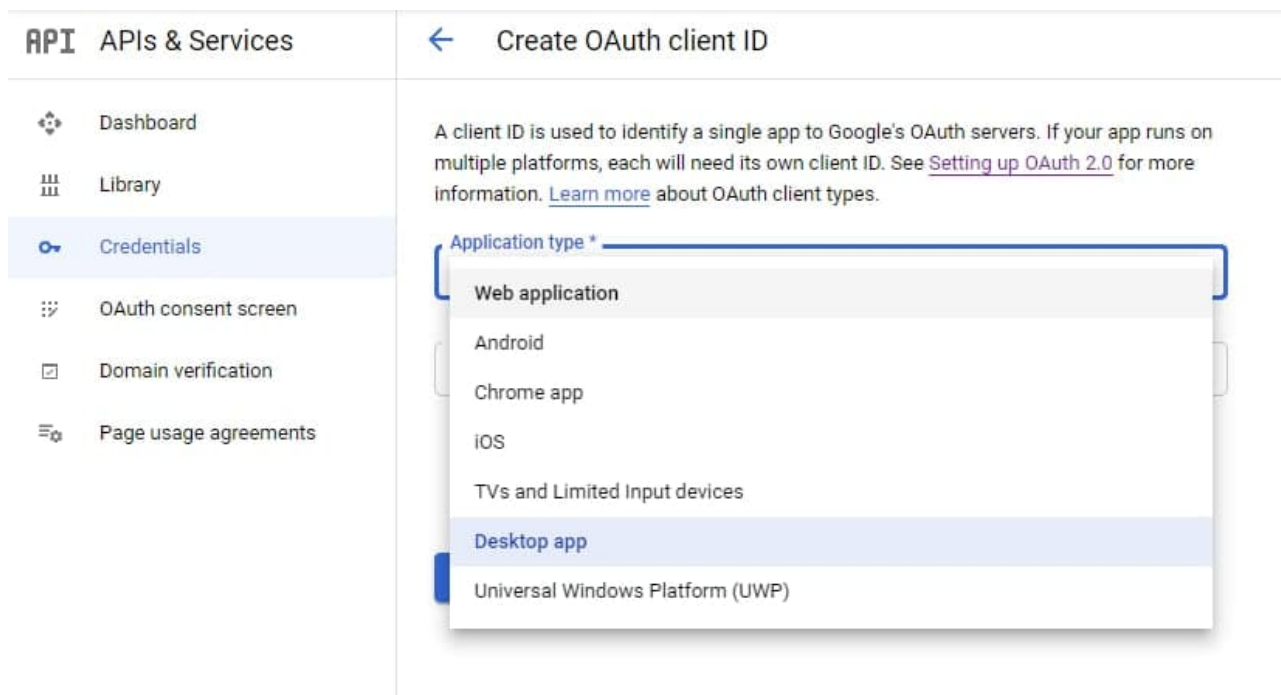 API APIs & Services
Dashboard
Library
Credentials
OAuth consent screen
Domain verification
Page usage agreements
Create OAuth client ID
A client ID is used to identify a single app to Google's OAuth servers. If your app runs on
multiple platforms, each will need its own client ID. See Setting up OAuth 2.0 for more
information. Learn more about OAuth client types.
Application type *
Web application
Android
Chrome app
iOS
TVs and Limited Input devices
Desktop app
Universal Windows Platform (UWP)